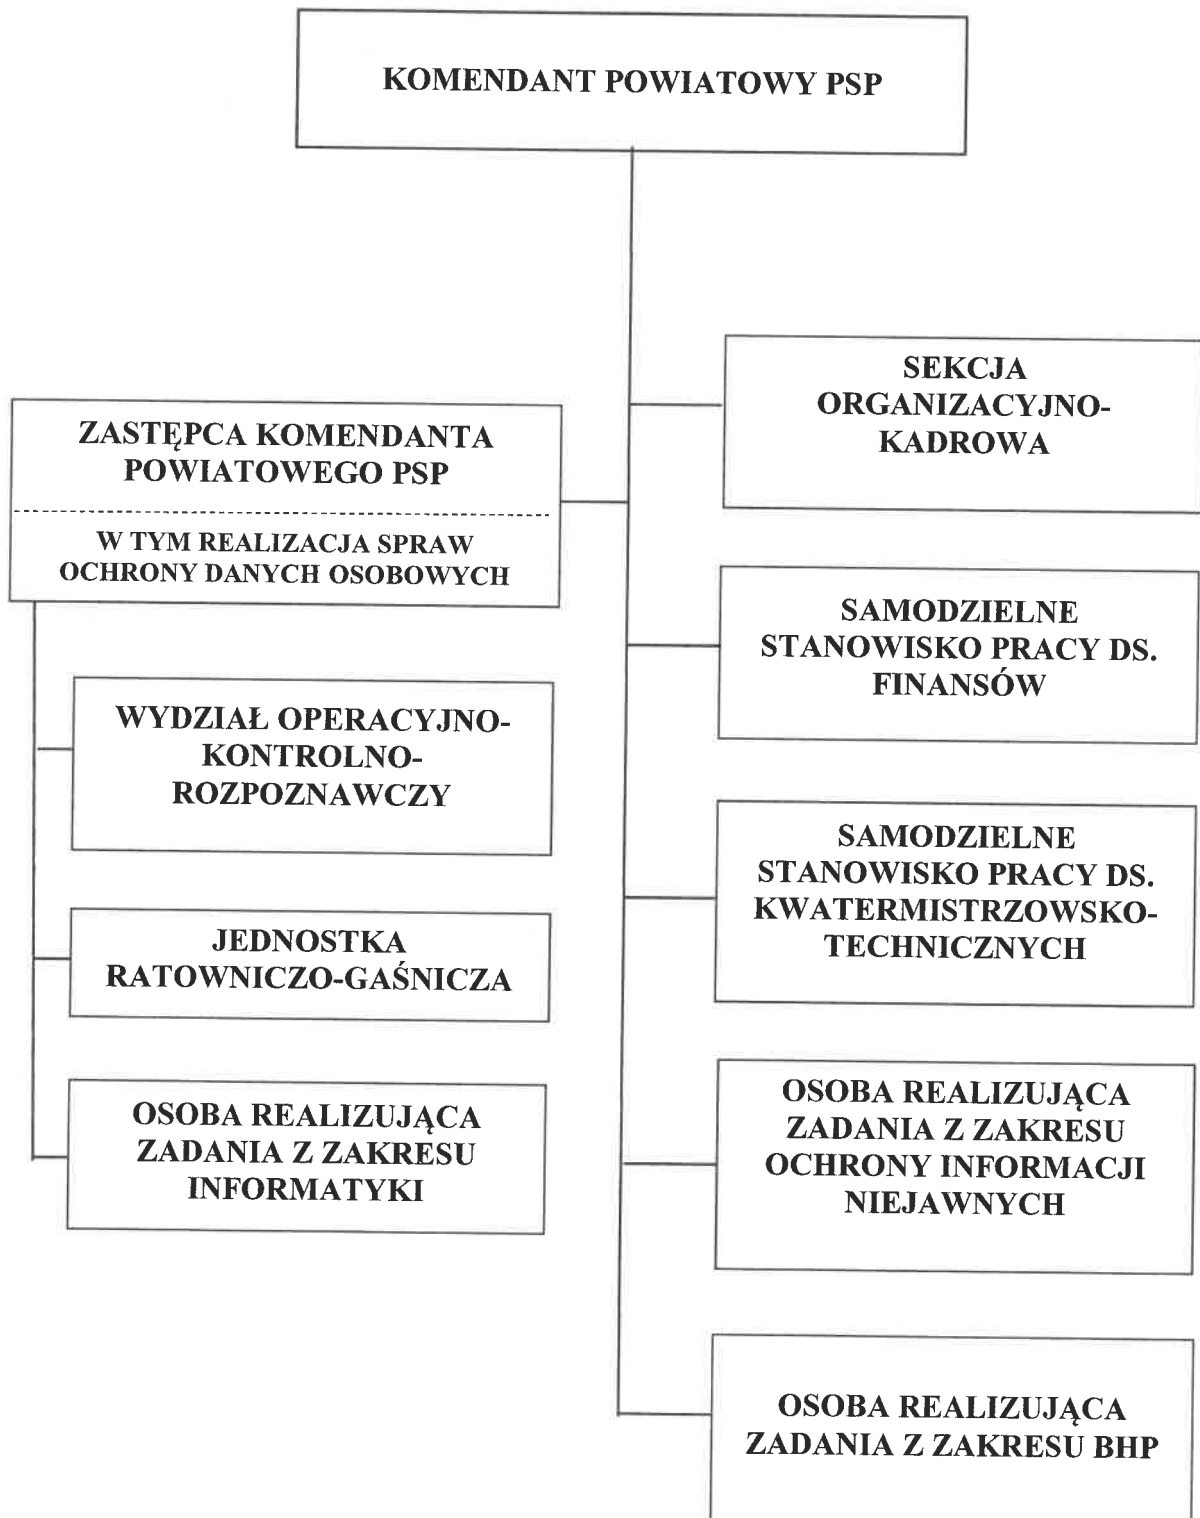 KOMENDANT POWIATOWY PSP
ZASTĘPCA KOMENDANTA
POWIATOWEGO PSP
W TYM REALIZACJA SPRAW
OCHRONY DANYCH OSOBOWYCH
WYDZIAŁ OPERACYJNO-
KONTROLNO-
ROZPOZNAWCZY
JEDNOSTKA
RATOWNICZO-GAŚNICZA
OSOBA REALIZUJĄCA
ZADANIA Z ZAKRESU
INFORMATYKI
SEKCJA
ORGANIZACYJNO-
KADROWA
SAMODZIELNE
STANOWISKO PRACY DS.
FINANSÓW
SAMODZIELNE
STANOWISKO PRACY DS.
KWATERMISTRZOWSKO-
TECHNICZNYCH
OSOBA REALIZUJĄCA
ZADANIA Z ZAKRESU
OCHRONY INFORMACJI
NIEJAWNYCH
OSOBA REALIZUJĄCA
ZADANIA Z ZAKRESU BHP